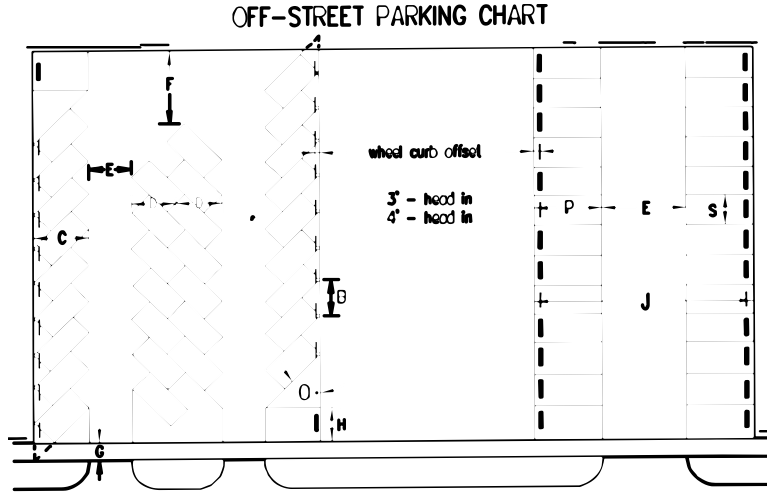 OFF-STREET PARKING CHART
F
E
D D
C
wheel curb offset
3' - head in
4' - head in
P E S
B
J
O
H
G